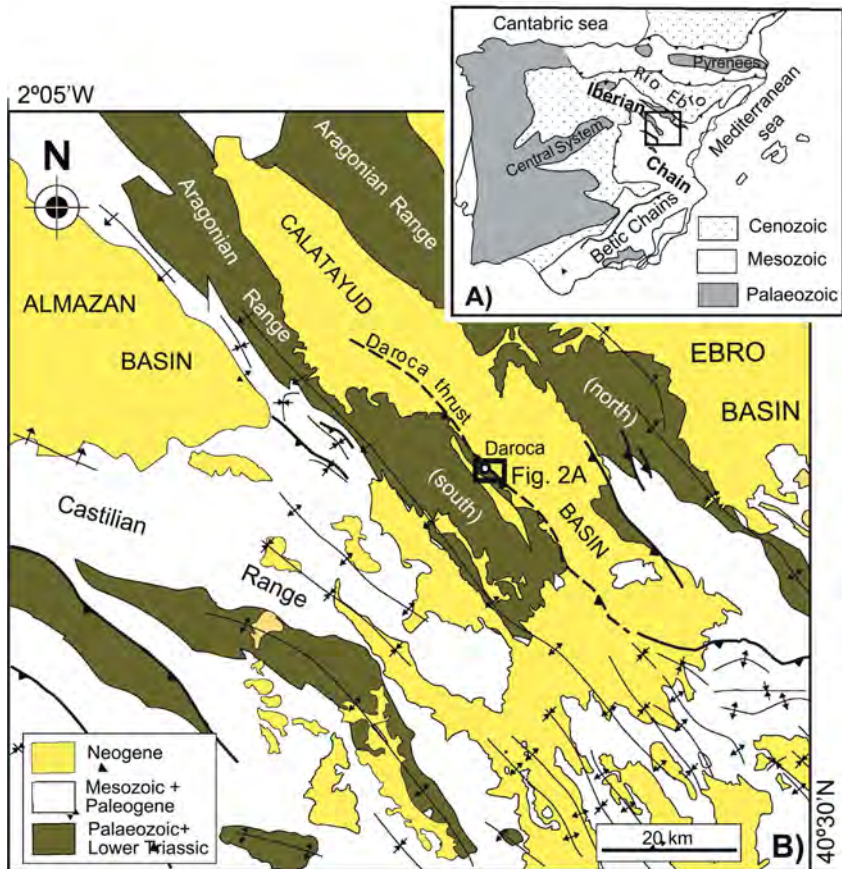 Cantabric sea
Pyrenees
Rio Ebro
Iberian
Chain
Mediterranean
sea
Central System
Betic Chains
Cenozoic
Mesozoic
Palaeozoic
A)
2°05'W
N
Aragonian
Range
Aragonian Range
CALATAYUD
ALMAZAN
BASIN
Daroca thrust
EBRO
BASIN
(north)
Daroca
Fig. 2A
(south)
BASIN
Castilian
Range
Neogene
Mesozoic +
Paleogene
Palaeozoic+
Lower Triassic
20 km
B)
40º30'N